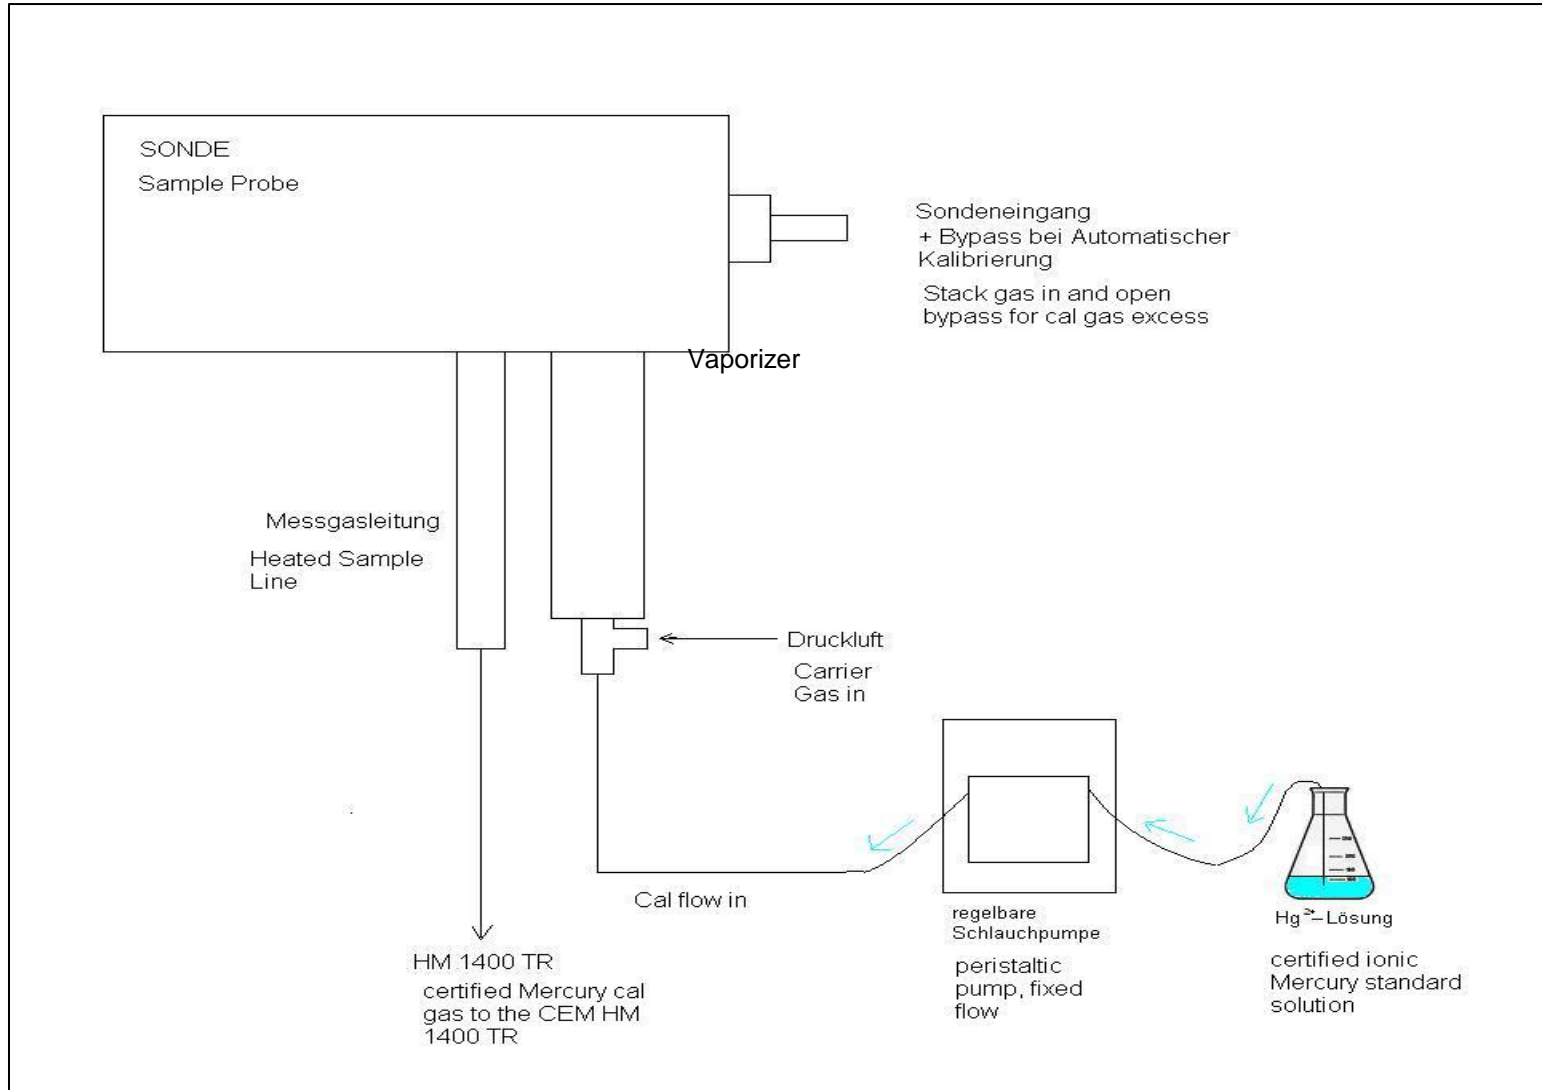 SONDE
Sample Probe
Sondeneingang
+ Bypass bei Automatischer
Kalibrierung
Stack gas in and open
bypass for cal gas excess
Vaporizer
Messgasleitung
Heated Sample
Line
Druckluft
Carrier
Gas in
Cal flow in
regelbare
Schlauchpumpe
peristaltic
pump, fixed
flow
Hg²⁺–Lösung
certified ionic
Mercury standard
solution
HM 1400 TR
certified Mercury cal
gas to the CEM HM
1400 TR